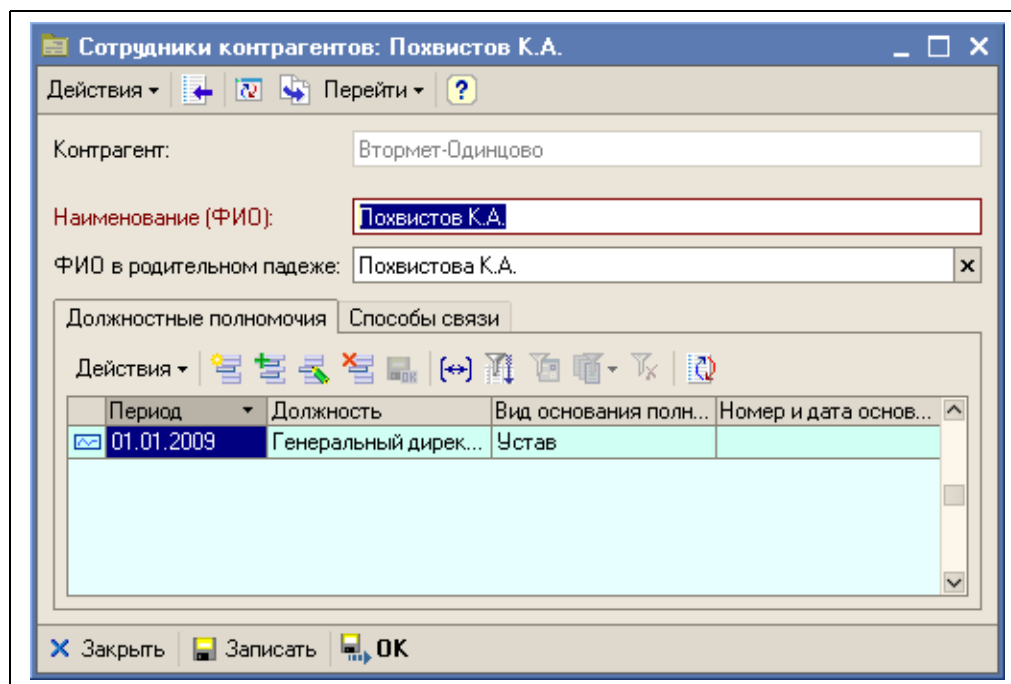 Сотрудники контрагентов: Похвистов К.А.
Действия Перейти ?
Контрагент: Втормет-Одинцово
Наименование (ФИО): Похвистов К.А.
ФИО в родительном падеже: Похвистова К.А.
Должностные полномочия Способы связи
Действия
Период Должность Вид основания полн... Номер и дата основ...
01.01.2009 Генеральный дирек... Устав
Закрыть Записать OK